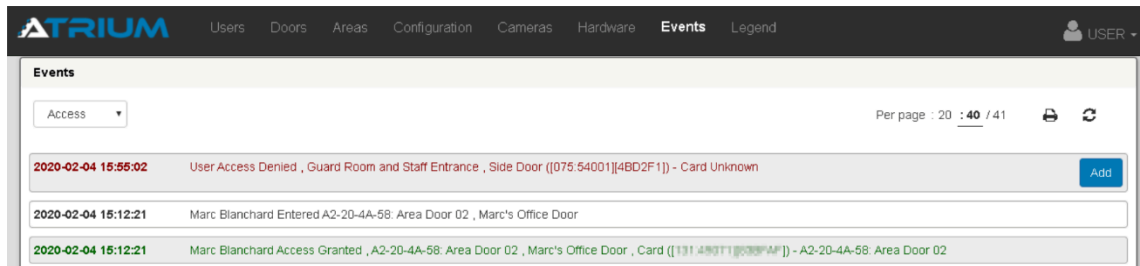 ATRIUM Users Doors Areas Configuration Cameras Hardware Events Legend USER
Events
Access Per page : 20 : 40 / 41
2020-02-04 15:55:02 User Access Denied , Guard Room and Staff Entrance , Side Door ([075:54001][4BD2F1]) - Card Unknown Add
2020-02-04 15:12:21 Marc Blanchard Entered A2-20-4A-58: Area Door 02 , Marc's Office Door
2020-02-04 15:12:21 Marc Blanchard Access Granted , A2-20-4A-58: Area Door 02 , Marc's Office Door , Card ([ ]) - A2-20-4A-58: Area Door 02